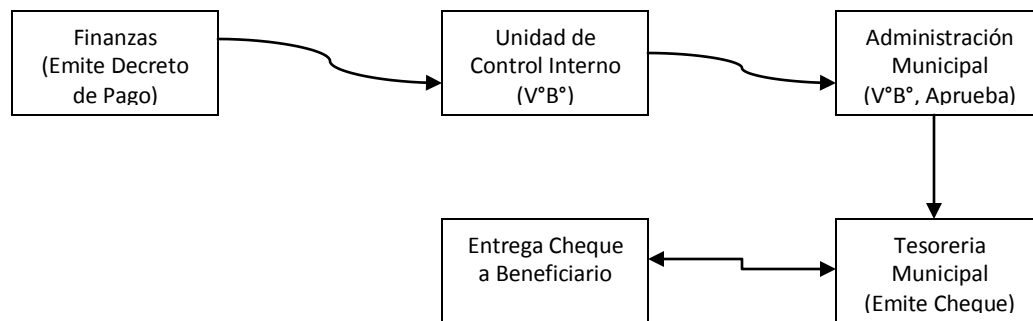 Finanzas
(Emite Decreto
de Pago)
Unidad de
Control Interno
(V°B°)
Administración
Municipal
(V°B°, Aprueba)
Entrega Cheque
a Beneficiario
Tesoreria
Municipal
(Emite Cheque)